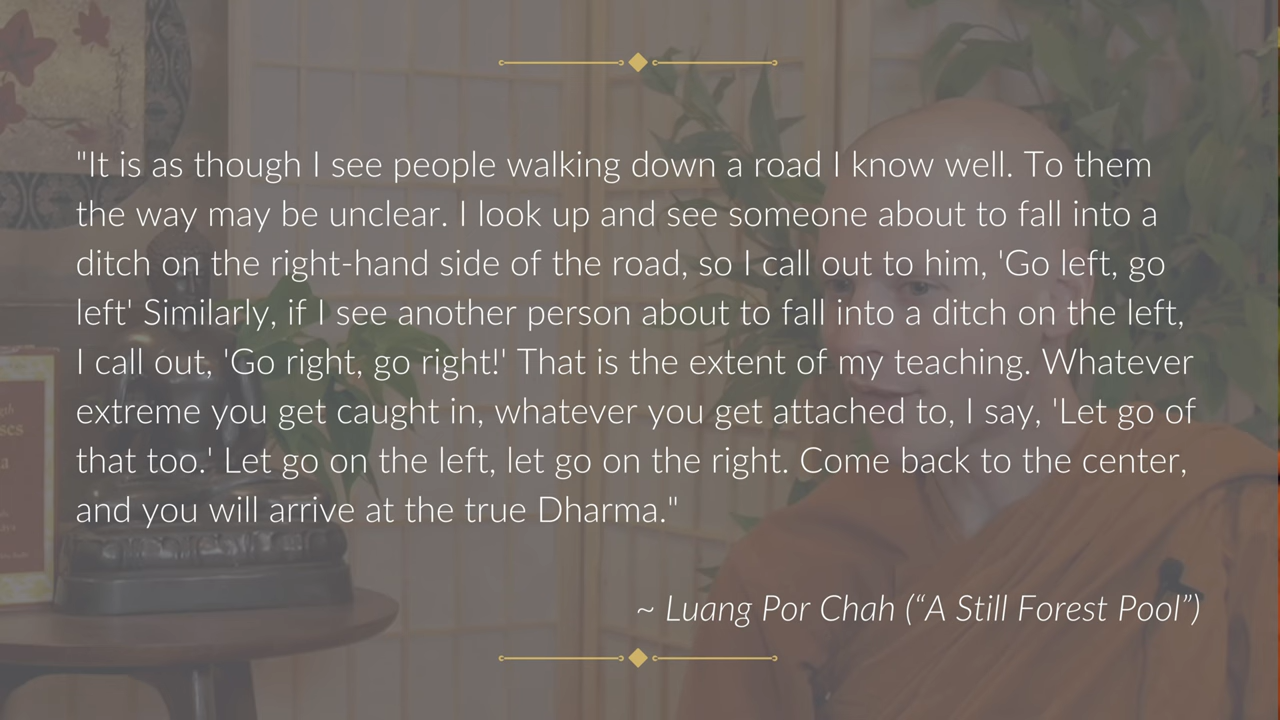 "It is as though I see people walking down a road I know well. To them
the way may be unclear. I look up and see someone about to fall into a
ditch on the right-hand side of the road, so I call out to him, 'Go left, go
left' Similarly, if I see another person about to fall into a ditch on the left,
I call out, 'Go right, go right!' That is the extent of my teaching. Whatever
extreme you get caught in, whatever you get attached to, I say, 'Let go of
that too.' Let go on the left, let go on the right. Come back to the center,
and you will arrive at the true Dharma."
~ Luang Por Chah (“A Still Forest Pool”)